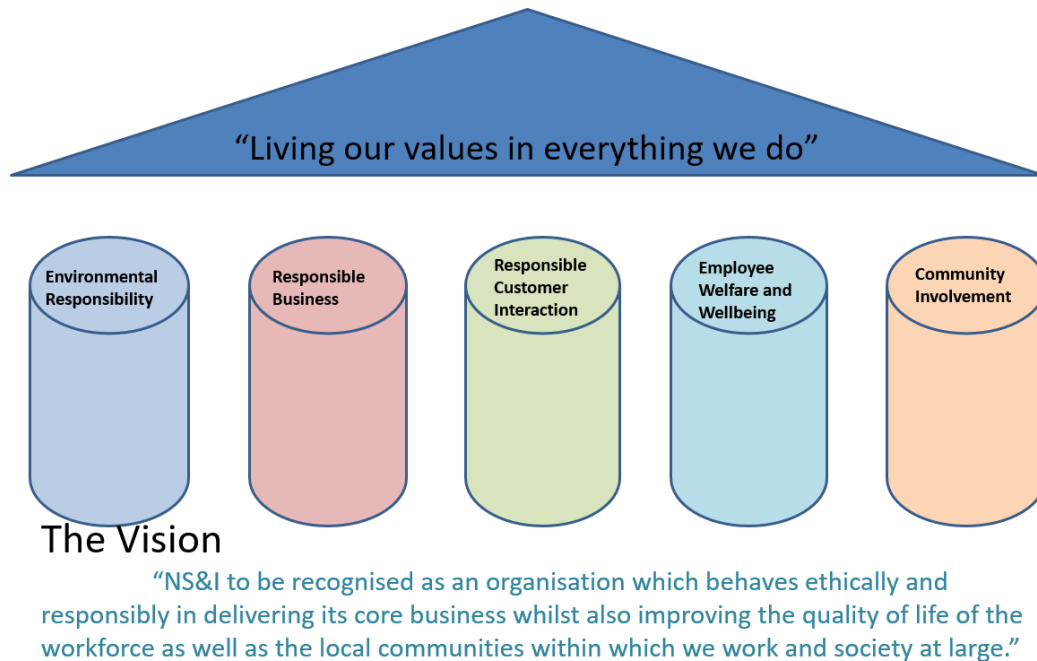 “Living our values in everything we do”
Environmental
Responsibility
Responsible
Business
Responsible
Customer
Interaction
Employee
Welfare and
Wellbeing
Community
Involvement
The Vision
“NS&I to be recognised as an organisation which behaves ethically and
responsibly in delivering its core business whilst also improving the quality of life of the
workforce as well as the local communities within which we work and society at large.”